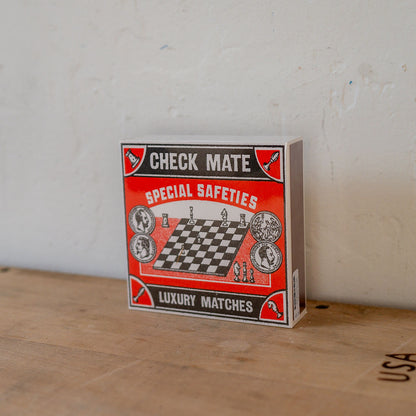 CHECK MATE
SPECIAL SAFETIES
LUXURY MATCHES
USA